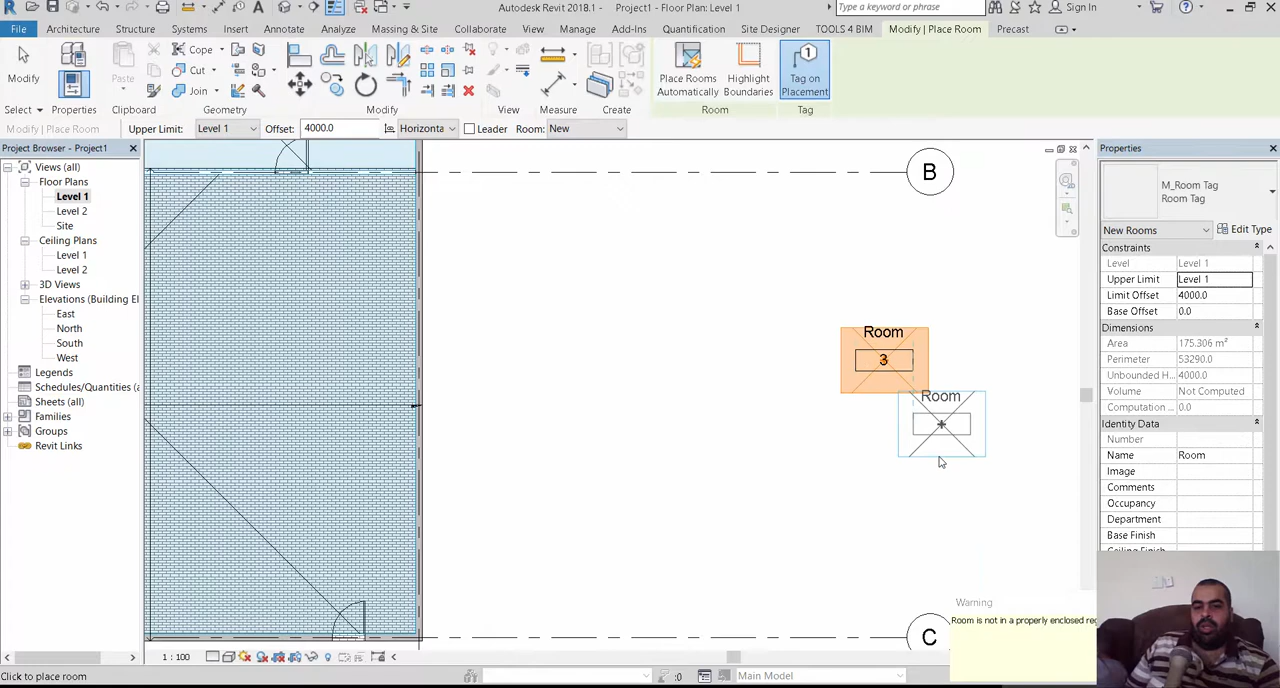 Autodesk Revit 2018.1 - Project1 - Floor Plan: Level 1
Type a keyword or phrase
Sign In
File Architecture Structure Systems Insert Annotate Analyze Massing & Site Collaborate View Manage Add-Ins Quantification Site Designer TOOLS 4 BIM Modify | Place Room Precast
Modify
Paste
Cope
Cut
Join
Place Rooms Automatically
Highlight Boundaries
Tag on Placement
Select Properties Clipboard Geometry Modify View Measure Create Room Tag
Modify | Place Room
Upper Limit: Level 1 Offset: 4000.0 Horizonta Leader Room: New
Project Browser - Project1
Views (all)
Floor Plans
Level 1
Level 2
Site
Ceiling Plans
Level 1
Level 2
3D Views
Elevations (Building El
East
North
South
West
Legends
Schedules/Quantities (a
Sheets (all)
Families
Groups
Revit Links
B
Room
3
Room
C
Properties
M_Room Tag
Room Tag
New Rooms Edit Type
Constraints
Level Level 1
Upper Limit Level 1
Limit Offset 4000.0
Base Offset 0.0
Dimensions
Area 175.306 m²
Perimeter 53290.0
Unbounded H... 4000.0
Volume Not Computed
Computation ... 0.0
Identity Data
Number
Name Room
Image
Comments
Occupancy
Department
Base Finish
Warning
Room is not in a properly enclosed reg
1 : 100
Click to place room
:0
Main Model